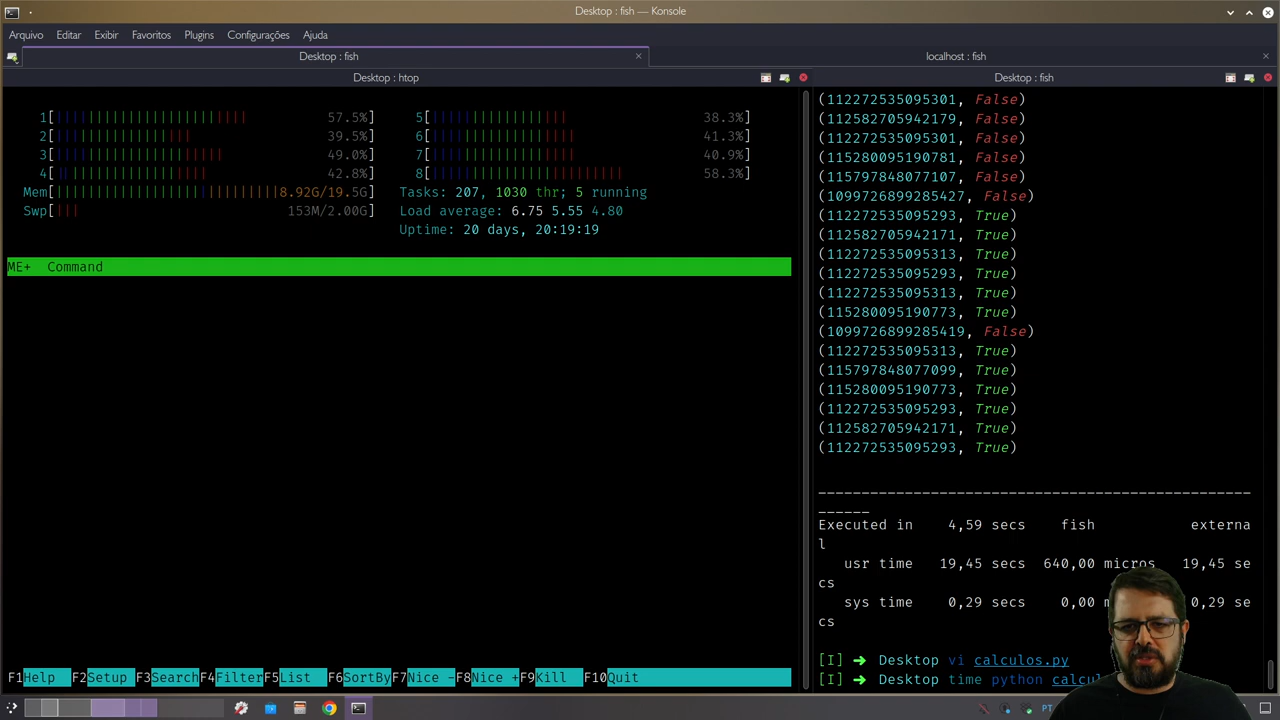 Desktop : fish — Konsole
Arquivo Editar Exibir Favoritos Plugins Configurações Ajuda
Desktop : fish
localhost : fish
Desktop : htop
Desktop : fish
1[ 57.5%] 5[ 38.3%]
2[ 39.5%] 6[ 41.3%]
3[ 49.0%] 7[ 40.9%]
4[ 42.8%] 8[ 58.3%]
Mem[ 8.92G/19.5G] Tasks: 207, 1030 thr; 5 running
Swp[ 153M/2.00G] Load average: 6.75 5.55 4.80
Uptime: 20 days, 20:19:19
ME+ Command
F1Help F2Setup F3SearchF4FilterF5List F6SortByF7Nice -F8Nice +F9Kill F10Quit
(112272535095301, False)
(112582705942179, False)
(112272535095301, False)
(115280095190781, False)
(115797848077107, False)
(1099726899285427, False)
(112272535095293, True)
(112582705942171, True)
(112272535095313, True)
(112272535095293, True)
(112272535095313, True)
(115280095190773, True)
(1099726899285419, False)
(112272535095313, True)
(115797848077099, True)
(115280095190773, True)
(112272535095293, True)
(112582705942171, True)
(112272535095293, True)
Executed in 4,59 secs fish externa
l
usr time 19,45 secs 640,00 micros 19,45 se
cs
sys time 0,29 secs 0,00 0,29 se
cs
[I] ➜ Desktop vi calculos.py
[I] ➜ Desktop time python
PT